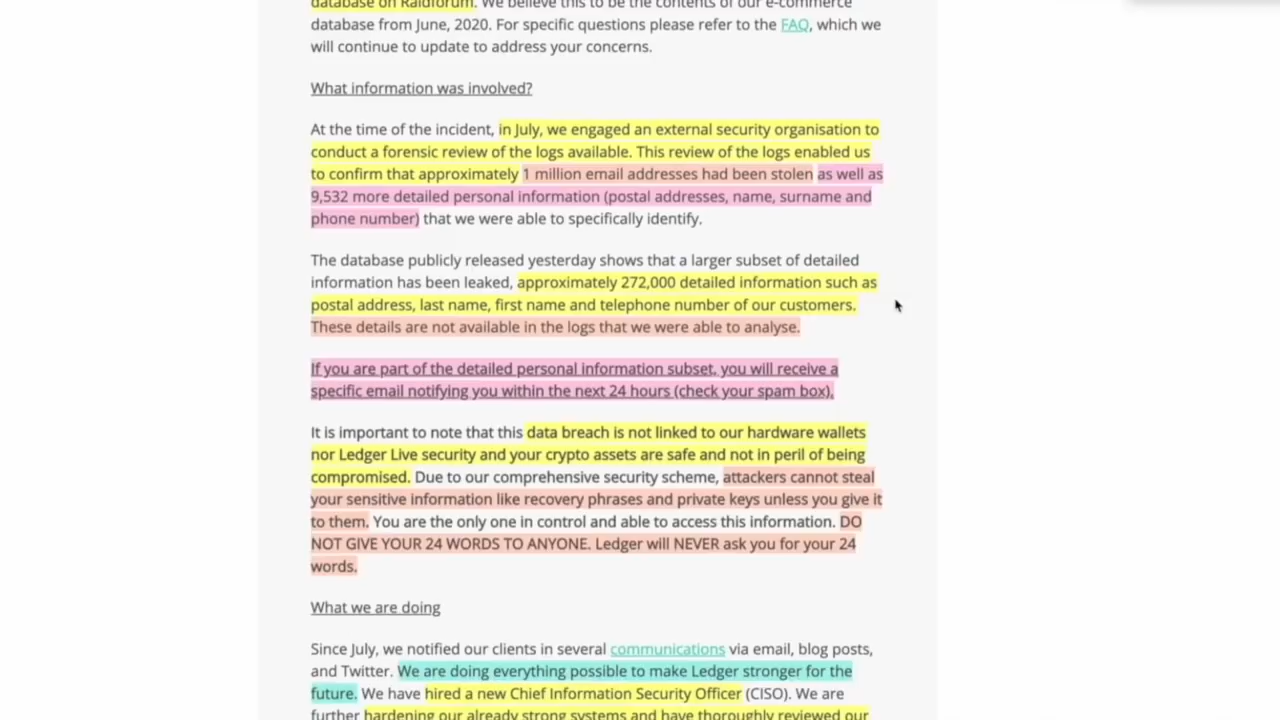 database on Raidforum. We believe this to be the contents of our e-commerce
database from June, 2020. For specific questions please refer to the FAQ, which we
will continue to update to address your concerns.
What information was involved?
At the time of the incident, in July, we engaged an external security organisation to
conduct a forensic review of the logs available. This review of the logs enabled us
to confirm that approximately 1 million email addresses had been stolen as well as
9,532 more detailed personal information (postal addresses, name, surname and
phone number) that we were able to specifically identify.
The database publicly released yesterday shows that a larger subset of detailed
information has been leaked, approximately 272,000 detailed information such as
postal address, last name, first name and telephone number of our customers.
These details are not available in the logs that we were able to analyse.
If you are part of the detailed personal information subset, you will receive a
specific email notifying you within the next 24 hours (check your spam box).
It is important to note that this data breach is not linked to our hardware wallets
nor Ledger Live security and your crypto assets are safe and not in peril of being
compromised. Due to our comprehensive security scheme, attackers cannot steal
your sensitive information like recovery phrases and private keys unless you give it
to them. You are the only one in control and able to access this information. DO
NOT GIVE YOUR 24 WORDS TO ANYONE. Ledger will NEVER ask you for your 24
words.
What we are doing
Since July, we notified our clients in several communications via email, blog posts,
and Twitter. We are doing everything possible to make Ledger stronger for the
future. We have hired a new Chief Information Security Officer (CISO). We are
further hardening our already strong systems and have thoroughly reviewed our